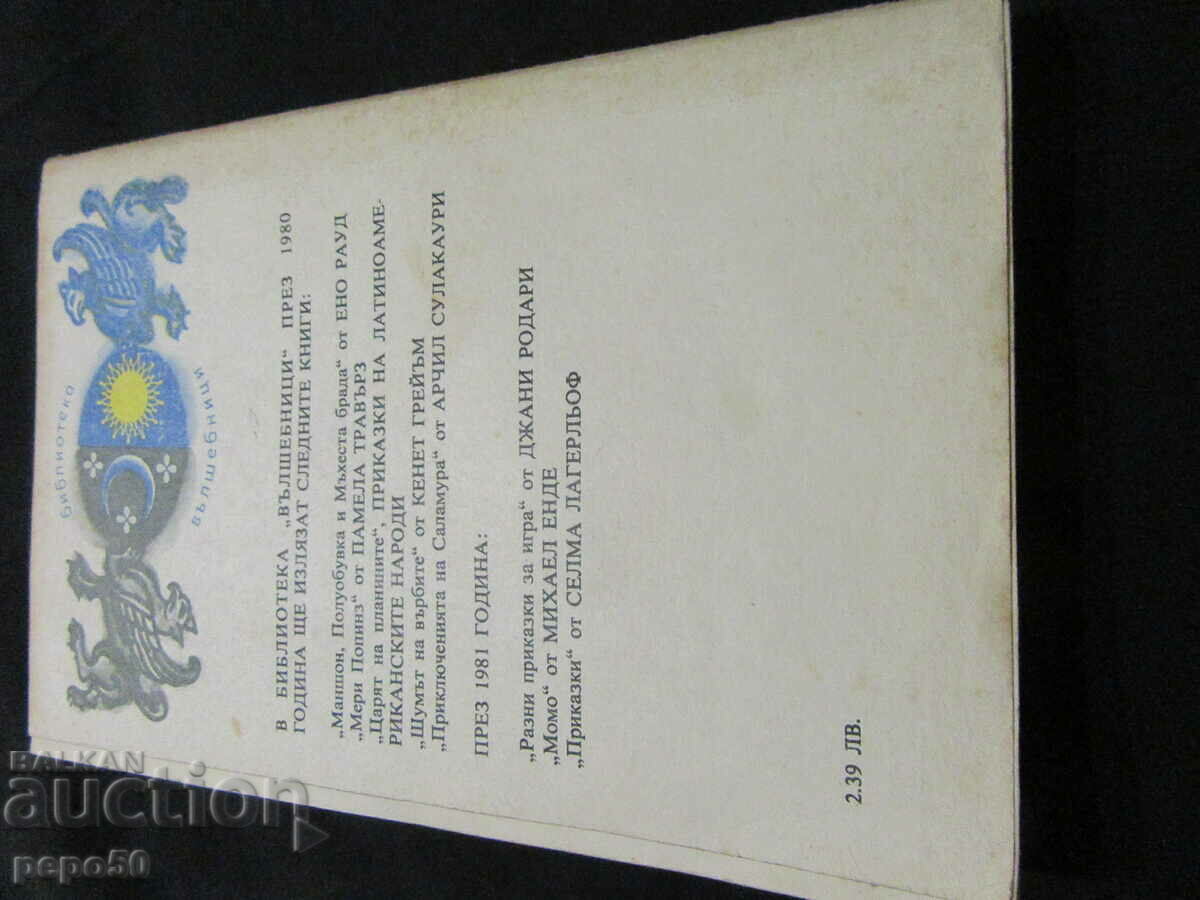 библиотека
вълшебници
В БИБЛИОТЕКА „ВЪЛШЕБНИЦИ“ ПРЕЗ 1980
ГОДИНА ЩЕ ИЗЛЯЗАТ СЛЕДНИТЕ КНИГИ:
„Маншон, Полуобувка и Мъхеста брада“ от ЕНО РАУД
„Мери Попинз“ от ПАМЕЛА ТРАВЪРЗ
„Царят на планините“, ПРИКАЗКИ НА ЛАТИНОАМЕ-
РИКАНСКИТЕ НАРОДИ
„Шумът на върбите“ от КЕНЕТ ГРЕЙЪМ
„Приключенията на Саламура“ от АРЧИЛ СУЛАКАУРИ
ПРЕЗ 1981 ГОДИНА:
„Разни приказки за игра“ от ДЖАНИ РОДАРИ
„Момо“ от МИХАЕЛ ЕНДЕ
„Приказки“ от СЕЛМА ЛАГЕРЛЬОФ
2.39 ЛВ.
BALKAN
auction
pepo50